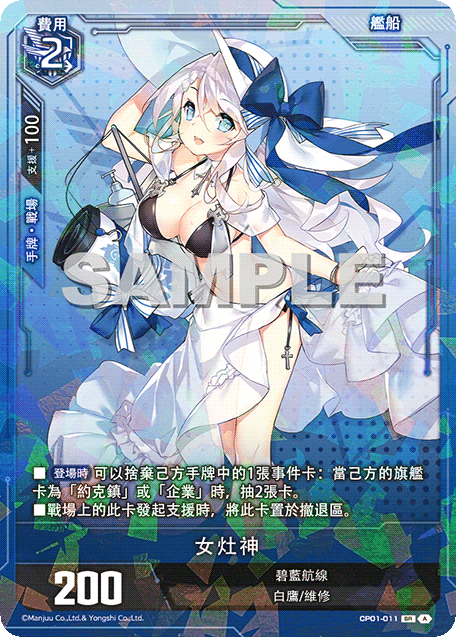 費用
2
艦船
支援+100
手牌・戰場
SAMPLE
■ 登場時 可以捨棄己方手牌中的1張事件卡：當己方的旗艦
卡為「約克鎮」或「企業」時，抽2張卡。
■戰場上的此卡發起支援時，將此卡置於撤退區。
女灶神
200
碧藍航線
白鷹/維修
©Manjuu Co.,Ltd.& Yongshi Co.,Ltd.
CP01-011 SR A